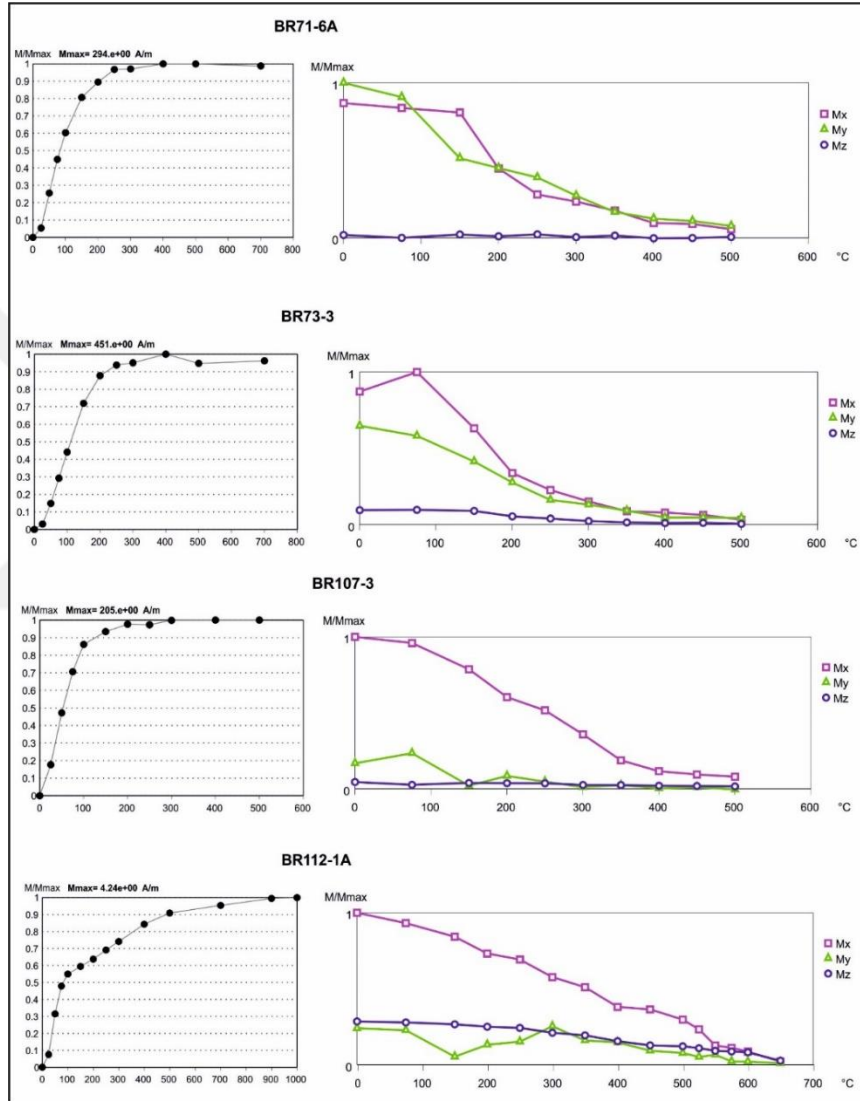 BR71-6A
M/Mmax Mmax= 294.e+00 A/m
1
0.9
0.8
0.7
0.6
0.5
0.4
0.3
0.2
0.1
0
0 100 200 300 400 500 600 700 800
M/Mmax
1
0
100 200 300 400 500 600 °C
Mx
My
Mz
BR73-3
M/Mmax Mmax= 451.e+00 A/m
1
0.9
0.8
0.7
0.6
0.5
0.4
0.3
0.2
0.1
0
0 100 200 300 400 500 600 700 800
M/Mmax
1
0
0 100 200 300 400 500 600 °C
Mx
My
Mz
BR107-3
M/Mmax Mmax= 205.e+00 A/m
1
0.9
0.8
0.7
0.6
0.5
0.4
0.3
0.2
0.1
0
0 100 200 300 400 500 600
M/Mmax
1
0
0 100 200 300 400 500 600 °C
Mx
My
Mz
BR112-1A
M/Mmax Mmax= 4.24e+00 A/m
1
0.9
0.8
0.7
0.6
0.5
0.4
0.3
0.2
0.1
0
0 100 200 300 400 500 600 700 800 900 1000
M/Mmax
1
0
0 100 200 300 400 500 600 700 °C
Mx
My
Mz